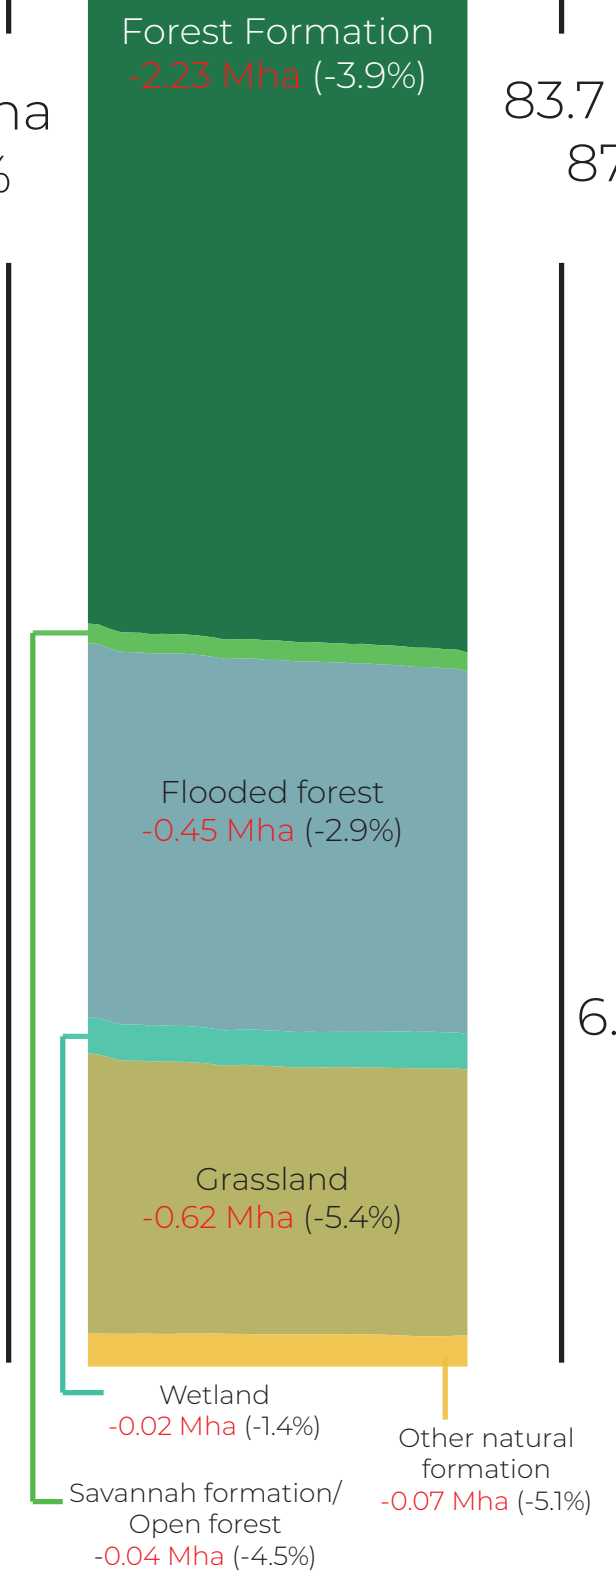 Forest Formation
-2.23 Mha (-3.9%)
83.7
87
%
Flooded forest
-0.45 Mha (-2.9%)
6.
Grassland
-0.62 Mha (-5.4%)
Wetland
-0.02 Mha (-1.4%)
Other natural
formation
-0.07 Mha (-5.1%)
Savannah formation/
Open forest
-0.04 Mha (-4.5%)